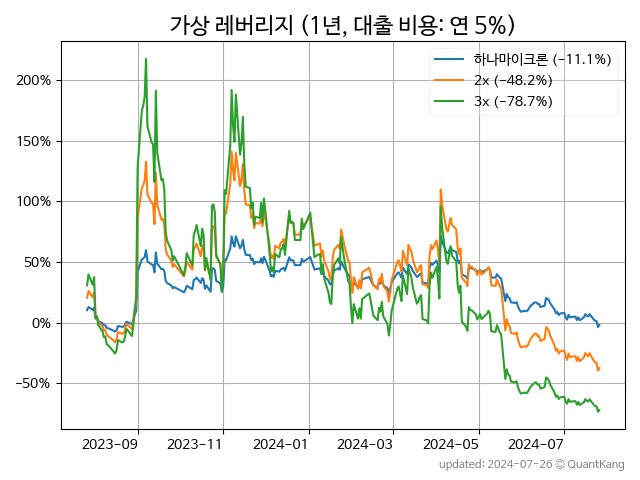 가상 레버리지 (1년, 대출 비용: 연 5%)
하나마이크론 (−11.1%)
2x (−48.2%)
3x (−78.7%)
200%
150%
100%
50%
0%
−50%
2023−09 2023−11 2024−01 2024−03 2024−05 2024−07
updated: 2024-07-26 © QuantKang